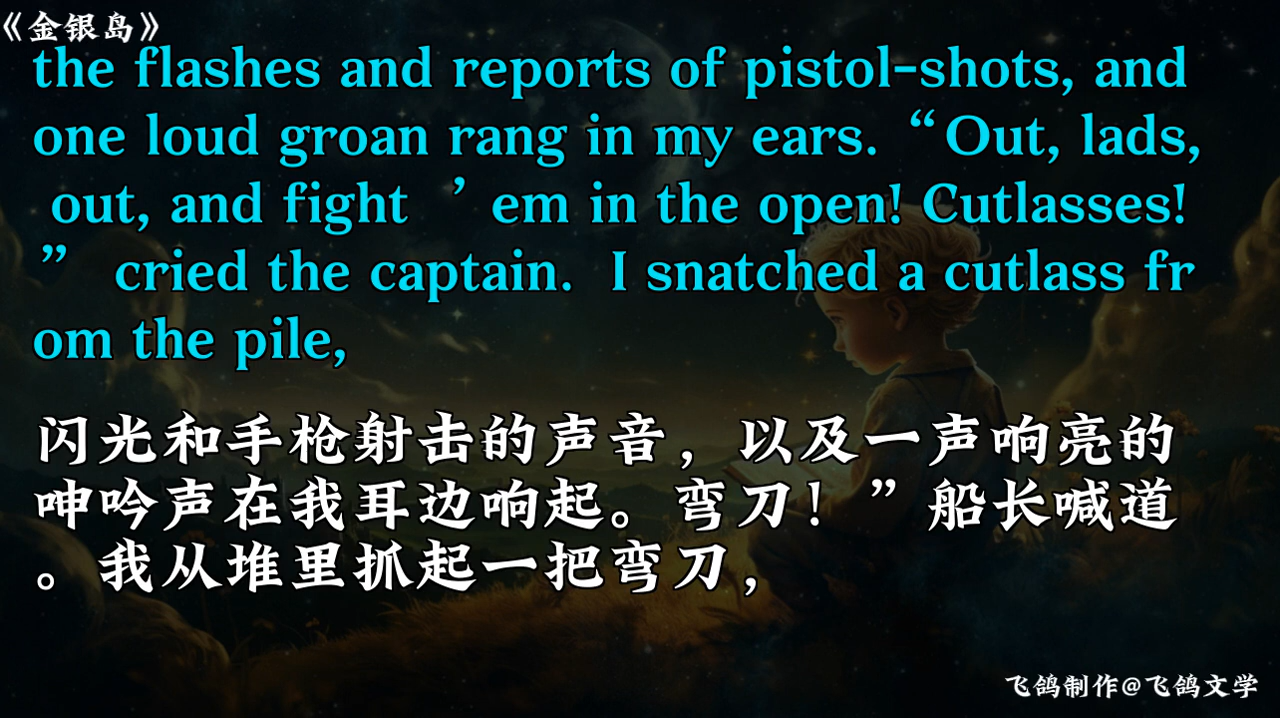 《金银岛》
the flashes and reports of pistol-shots, and
one loud groan rang in my ears. “Out, lads,
out, and fight ’em in the open! Cutlasses!
” cried the captain. I snatched a cutlass fr
om the pile,
闪光和手枪射击的声音，以及一声响亮的
呻吟声在我耳边响起。弯刀！”船长喊道
。我从堆里抓起一把弯刀，
飞鸽制作@飞鸽文学